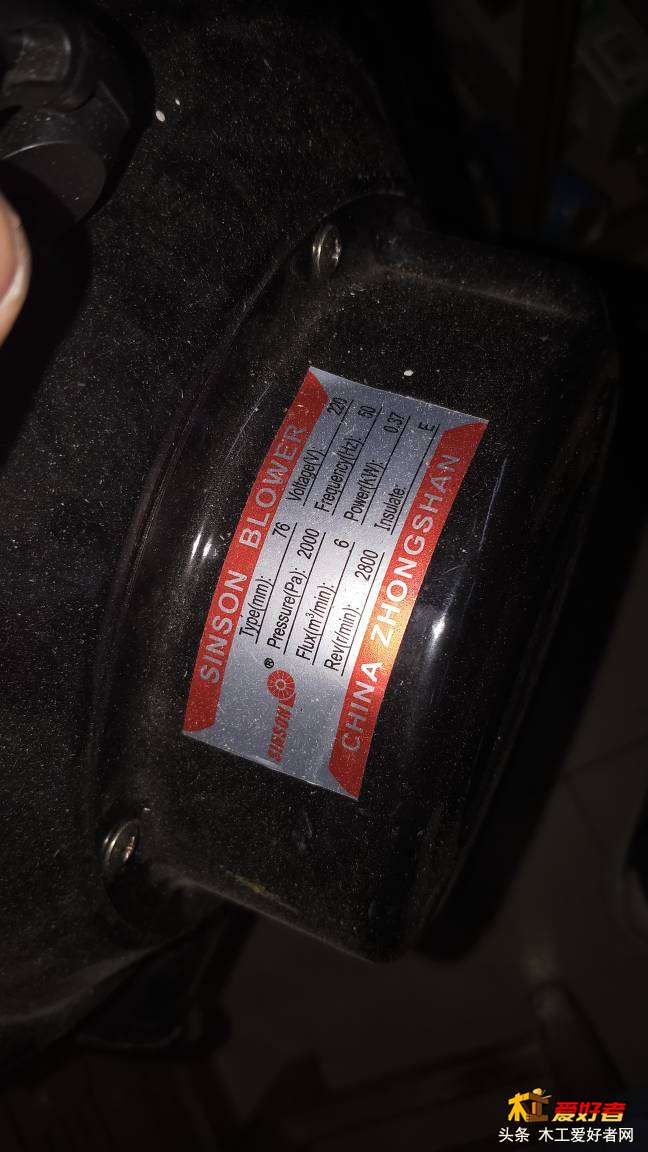 SINSON BLOWER
Type(mm): 76 Voltage(V): 220
Pressure(Pa): 2000 Frequency(Hz): 60
Flux(m³/min): 6 Power(KW): 0.37
Rev(r/min): 2800 Insulate: E
SINSON ®
CHINA ZHONGSHAN
木工爱好者
头条 木工爱好者网